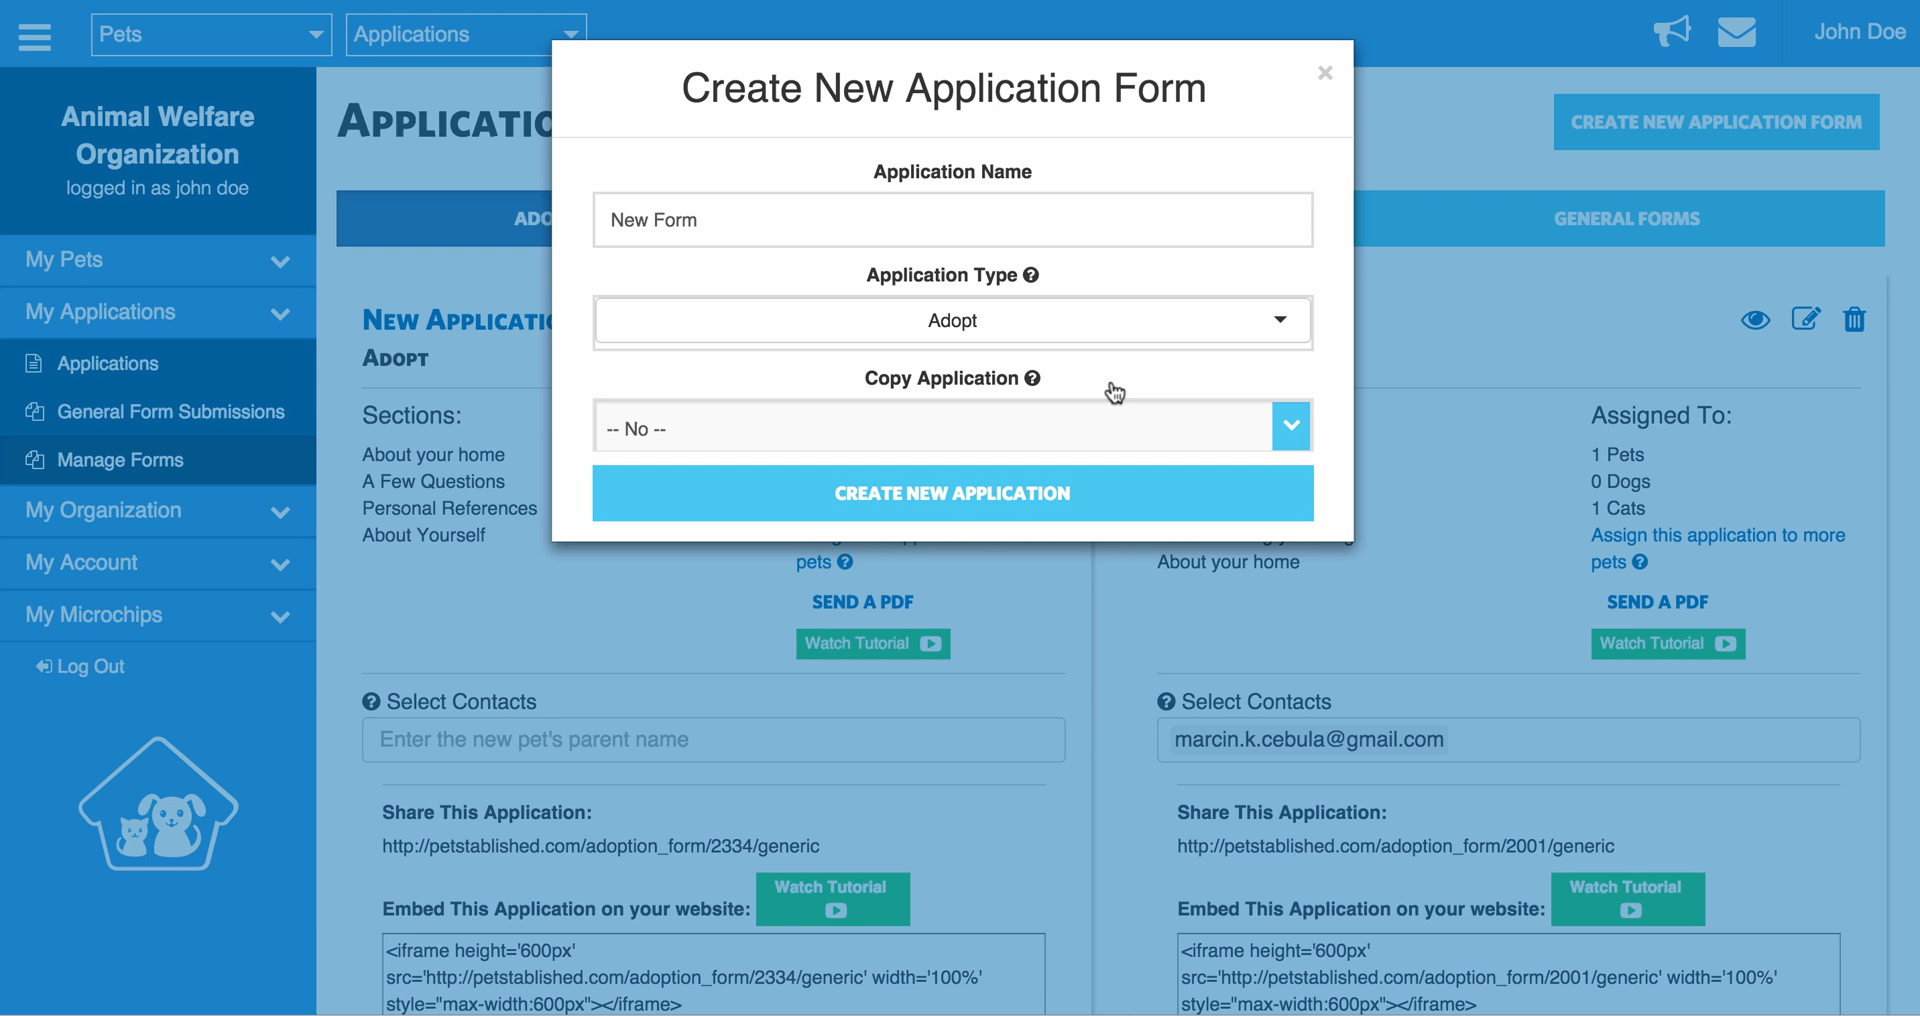 Pets
Applications
John Doe
Animal Welfare
Organization
logged in as john doe
My Pets
My Applications
Applications
General Form Submissions
Manage Forms
My Organization
My Account
My Microchips
Log Out
CREATE NEW APPLICATION FORM
GENERAL FORMS
Create New Application Form
×
Application Name
New Form
Application Type
Adopt
Copy Application
-- No --
CREATE NEW APPLICATION
ADOPT
Sections:
About your home
A Few Questions
Personal References
About Yourself
pets
SEND A PDF
Watch Tutorial
Select Contacts
Enter the new pet's parent name
Share This Application:
http://petstablished.com/adoption_form/2334/generic
Embed This Application on your website:
Watch Tutorial
<iframe height='600px'
src='http://petstablished.com/adoption_form/2334/generic' width='100%'
style="max-width:600px"></iframe>
About your home
Assigned To:
1 Pets
0 Dogs
1 Cats
Assign this application to more
pets
SEND A PDF
Watch Tutorial
Select Contacts
marcin.k.cebula@gmail.com
Share This Application:
http://petstablished.com/adoption_form/2001/generic
Embed This Application on your website:
Watch Tutorial
<iframe height='600px'
src='http://petstablished.com/adoption_form/2001/generic' width='100%'
style="max-width:600px"></iframe>